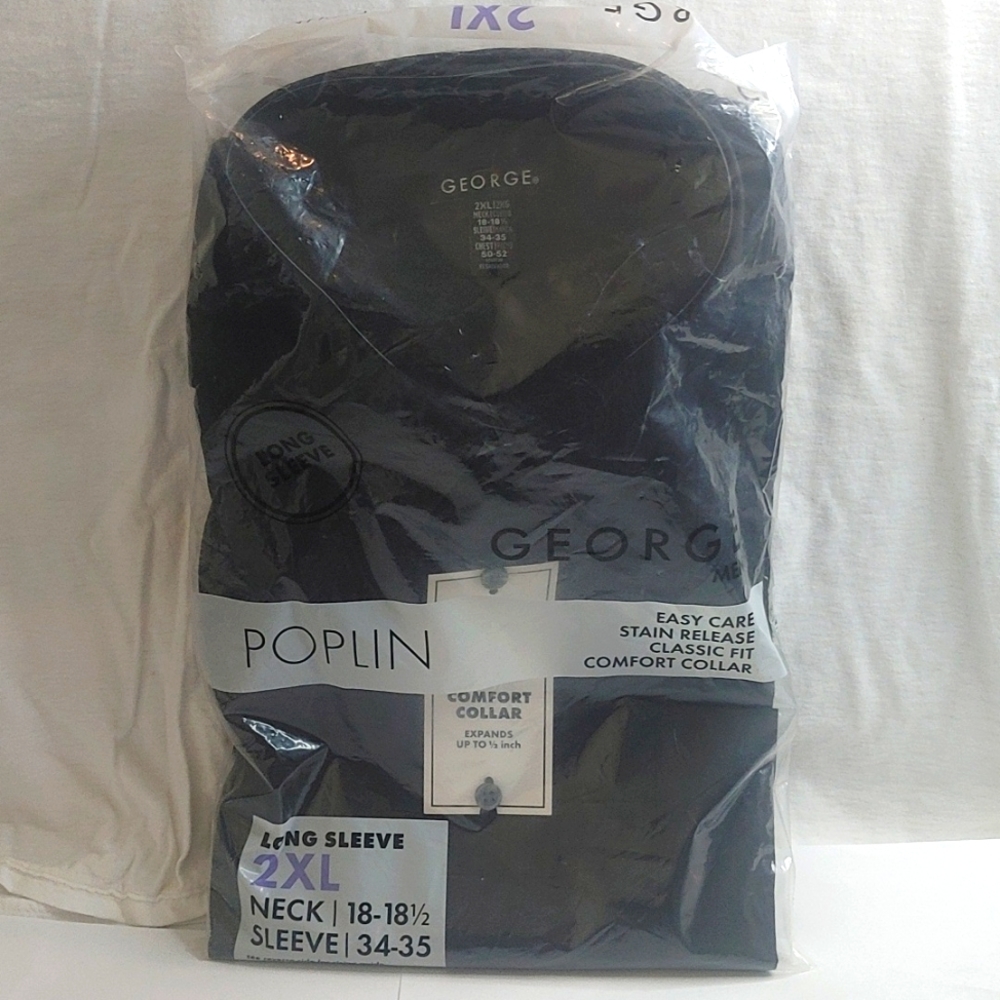 2XL
GEORGE
2XL
18-18½
34-35
50-52
LONG
SLEEVE
GEORGE
MEN
POPLIN
EASY CARE
STAIN RELEASE
CLASSIC FIT
COMFORT COLLAR
COMFORT
COLLAR
EXPANDS
UP TO ½ inch
LONG SLEEVE
2XL
NECK | 18-18½
SLEEVE | 34-35